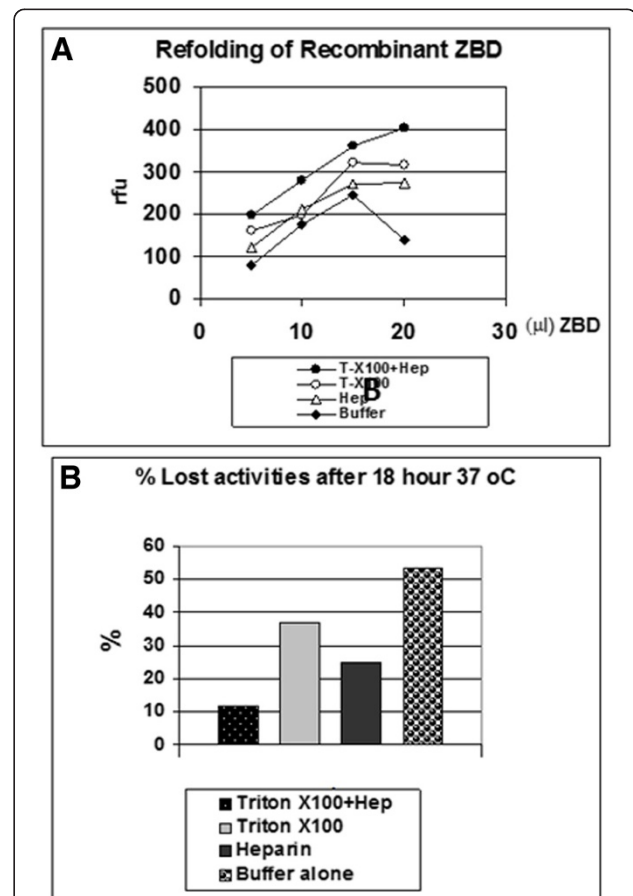 A
Refolding of Recombinant ZBD
500
400
300
200
100
0
rfu
0 10 20 30 (µl) ZBD
T-X100+Hep
T-X100
Hep
B
Buffer
B
% Lost activities after 18 hour 37 oC
60
50
40
30
20
10
0
%
Triton X100+Hep
Triton X100
Heparin
Buffer alone